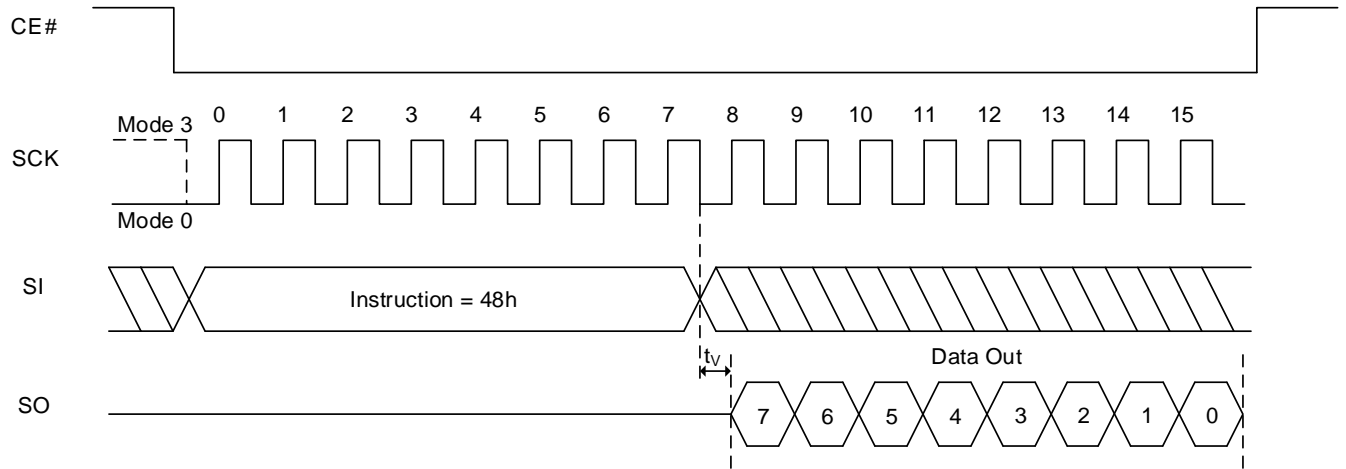 CE#
0 1 2 3 4 5 6 7 8 9 10 11 12 13 14 15
Mode 3
SCK
Mode 0
SI
Instruction = 48h
tV
Data Out
SO
7 6 5 4 3 2 1 0